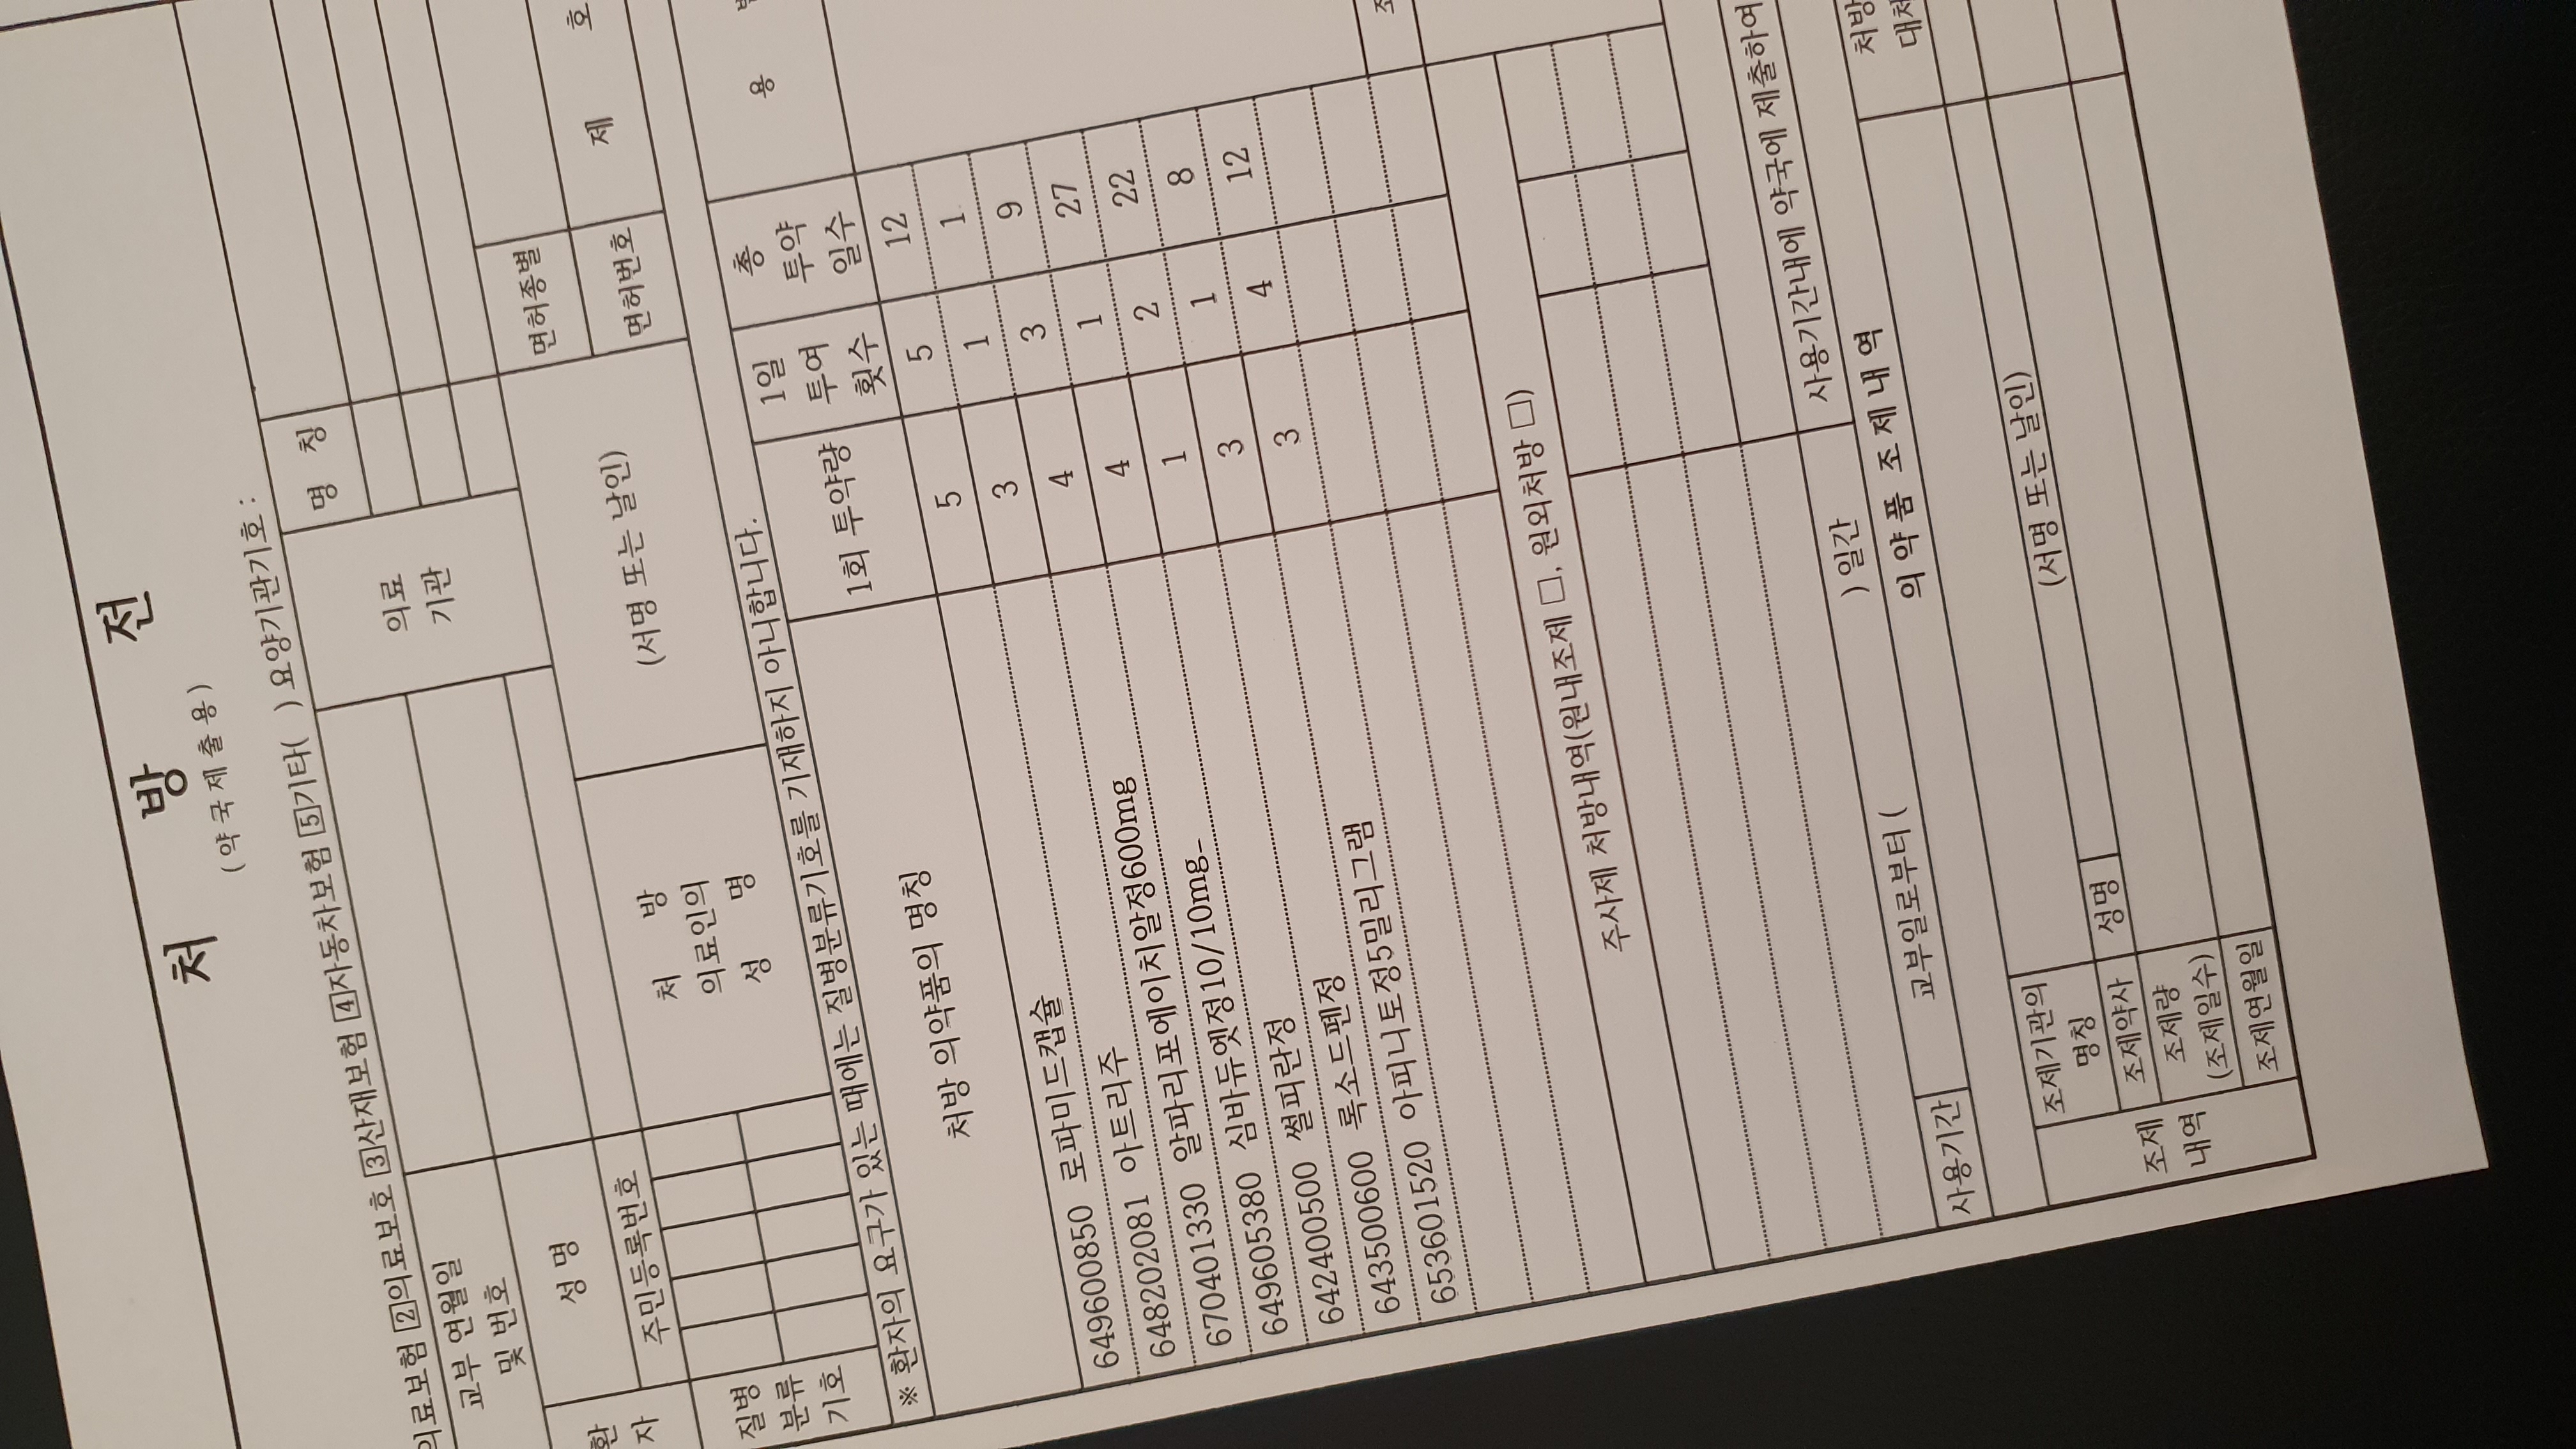 처 방 전
(약국제출용)
의료보험 2의료보호 3산재보험 4자동차보험 5기타( ) 요양기관기호 :
교부 연월일
및 번호
의료
기관
명 칭
환
자
성 명
주민등록번호
질병
분류
기호
처 방
의료인의
성 명
(서명 또는 날인)
면허종별
면허번호
제 호
※ 환자의 요구가 있는 때에는 질병분류기호를 기재하지 아니합니다.
처방 의약품의 명칭
1회 투약량
1일
투여
횟수
총
투약
일수
용
649600850 로파미드캡슐 5 5 12
648202081 아트리주 3 1 1
670401330 알파리포에이치알정600mg 4 3 9
649605380 심바듀엣정10/10mg_ 4 1 27
642400500 썰피란정 1 2 22
643500600 록소드펜정 3 1 8
653601520 아피니토정5밀리그램 3 4 12
주사제 처방내역(원내조제 □, 원외처방 □)
사용기간
교부일로부터 ( ) 일간
사용기간내에 약국에 제출하여
의 약 품 조 제 내 역
조제
내역
조제기관의
명칭
조제약사
성명
(서명 또는 날인)
조제량
(조제일수)
조제연월일
처방